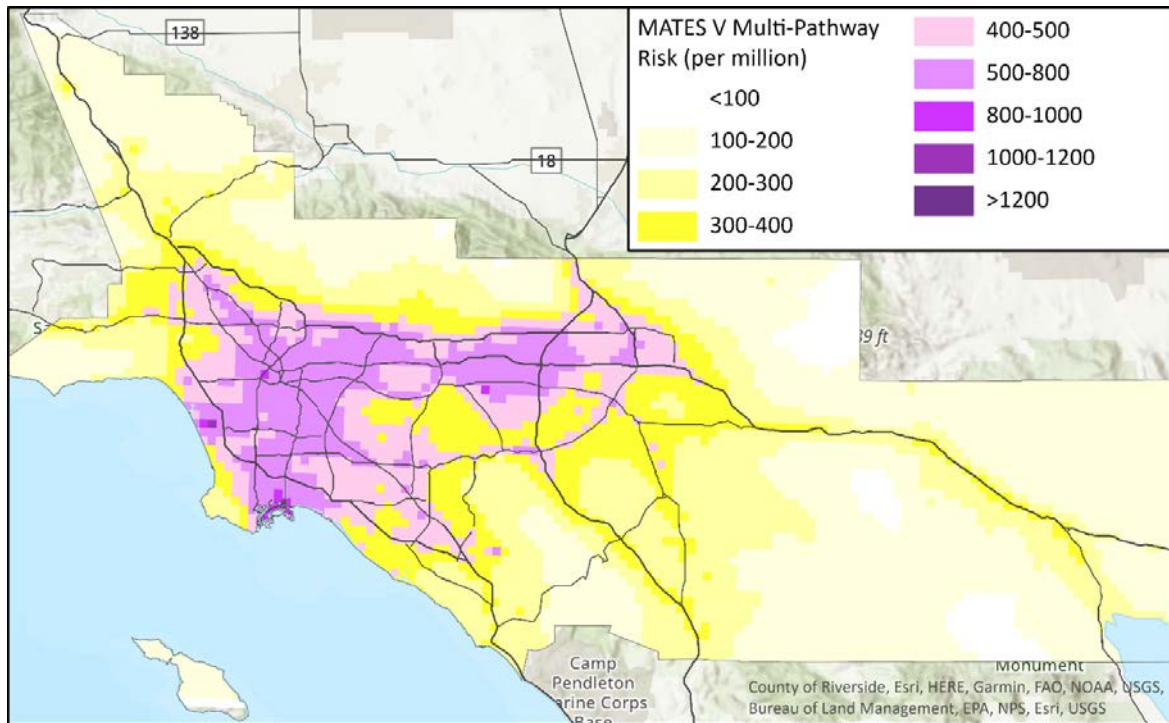 138
18
MATES V Multi-Pathway
Risk (per million)
<100
100-200
200-300
300-400
400-500
500-800
800-1000
1000-1200
>1200
S
39 ft
Camp
Pendleton
arine Corps
Base
Monument
County of Riverside, Esri, HERE, Garmin, FAO, NOAA, USGS,
Bureau of Land Management, EPA, NPS, Esri, USGS